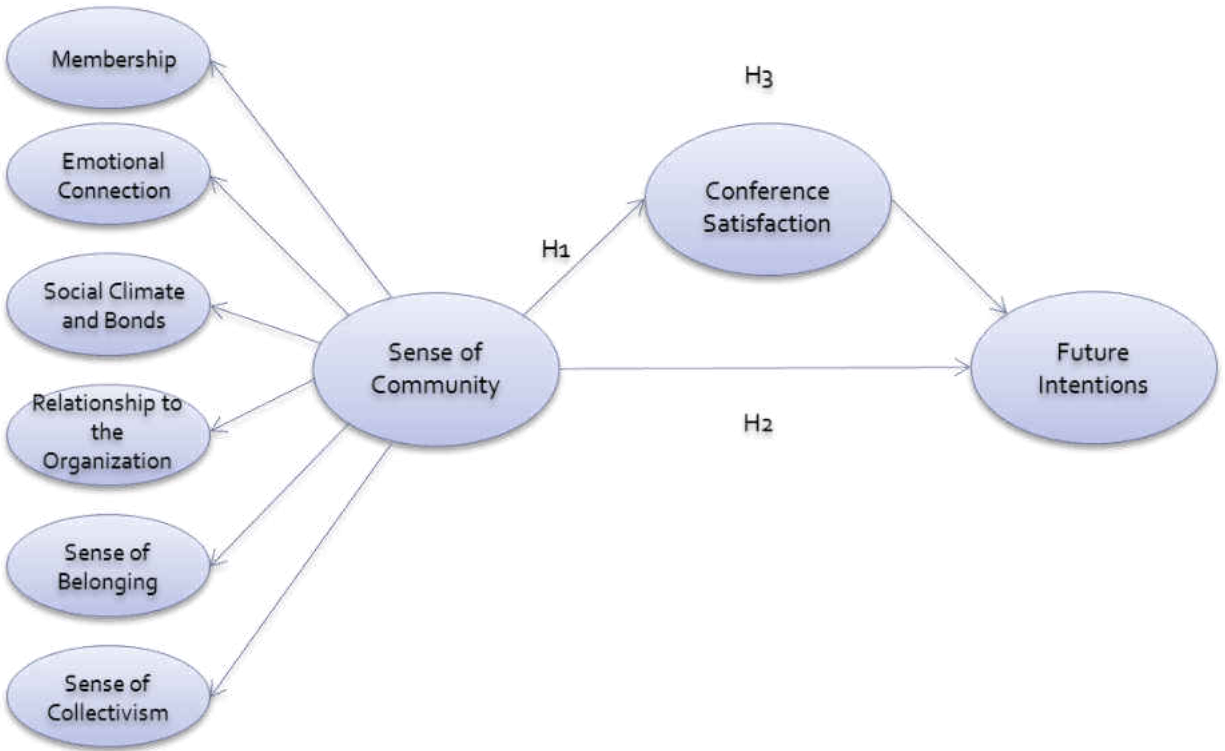 Membership
Emotional
Connection
Social Climate
and Bonds
Relationship to
the
Organization
Sense of
Belonging
Sense of
Collectivism
Sense of
Community
H1
H3
Conference
Satisfaction
H2
Future
Intentions